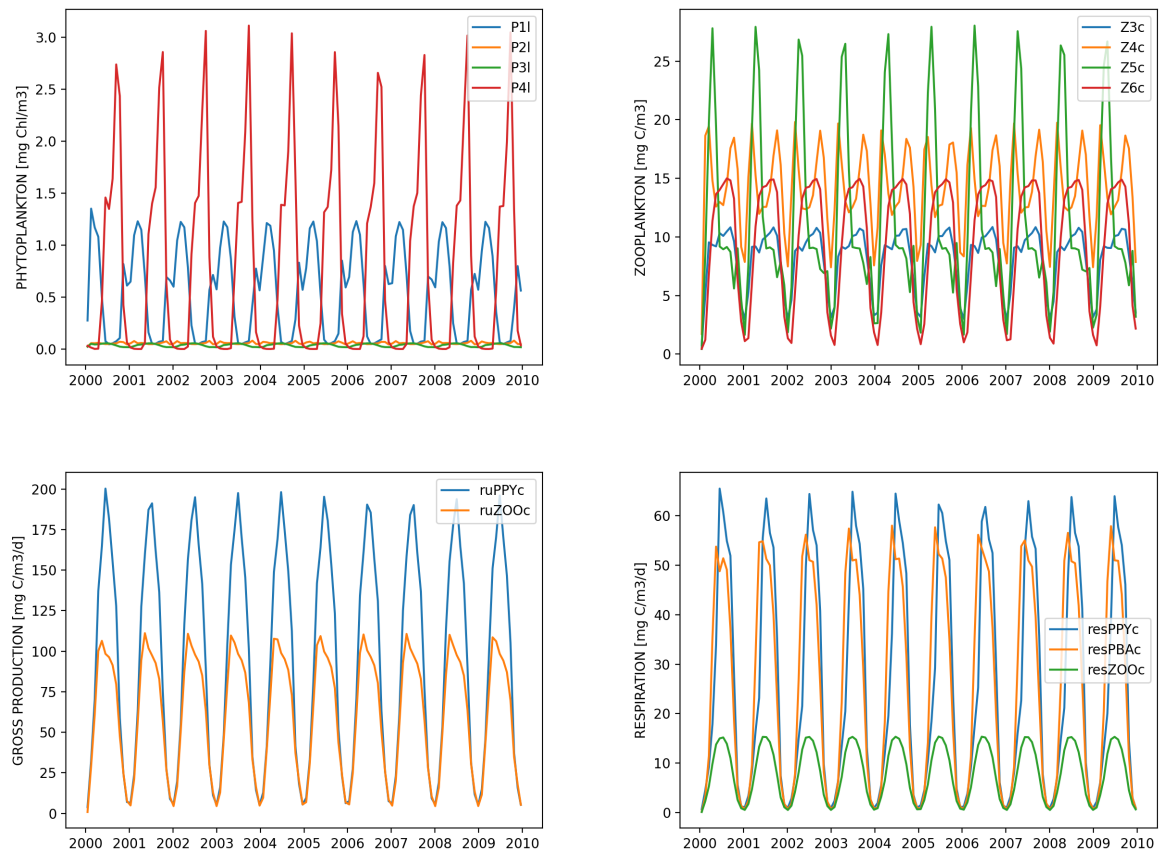 PHYTOPLANKTON [mg Chl/m3]
3.0
2.5
2.0
1.5
1.0
0.5
0.0
P1l
P2l
P3l
P4l
2000 2001 2002 2003 2004 2005 2006 2007 2008 2009 2010
ZOOPLANKTON [mg C/m3]
25
20
15
10
5
0
Z3c
Z4c
Z5c
Z6c
2000 2001 2002 2003 2004 2005 2006 2007 2008 2009 2010
GROSS PRODUCTION [mg C/m3/d]
200
175
150
125
100
75
50
25
0
ruPPYc
ruZOOc
2000 2001 2002 2003 2004 2005 2006 2007 2008 2009 2010
RESPIRATION [mg C/m3/d]
60
50
40
30
20
10
0
resPPYc
resPBAc
resZOOc
2000 2001 2002 2003 2004 2005 2006 2007 2008 2009 2010